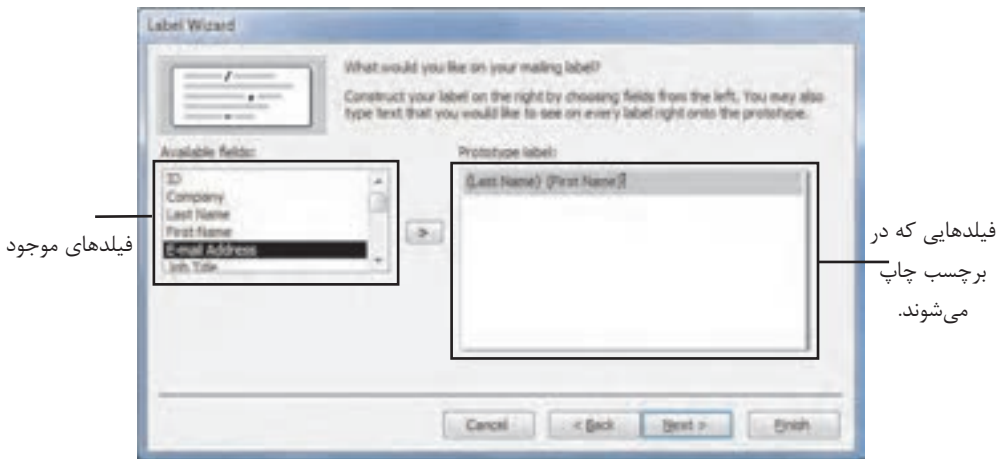 Label Wizard
What would you like on your mailing label?
Construct your label on the right by choosing fields from the left. You may also
type text that you would like to see on every label right onto the prototype.
Available fields:
Prototype label:
ID
Company
Last Name
First Name
E-mail Address
Job Title
>
{Last Name} {First Name}
فیلدهای موجود
فیلدهایی که در
برچسب چاپ
می‌شوند.
Cancel
< Back
Next >
Finish